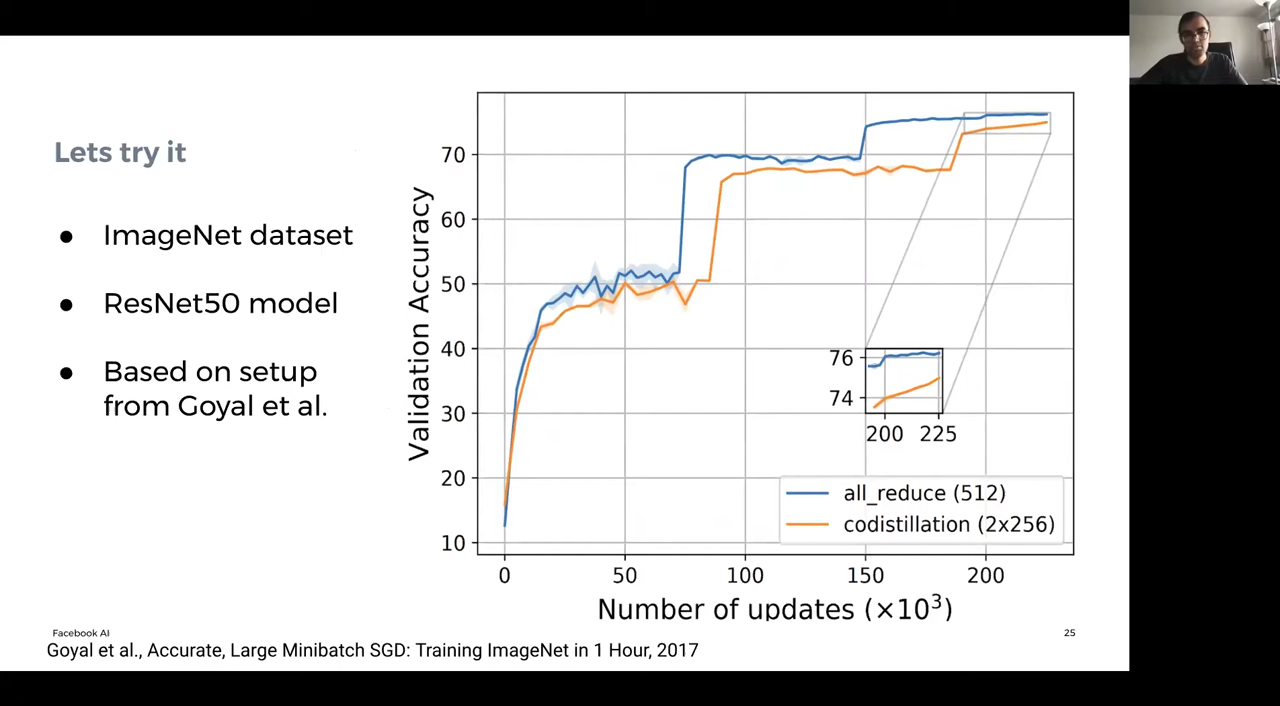 Lets try it
● ImageNet dataset
● ResNet50 model
● Based on setup
from Goyal et al.
Validation Accuracy
70
60
50
40
30
20
10
0
50
100
150
200
Number of updates (×10³)
76
74
200
225
all_reduce (512)
codistillation (2x256)
Facebook AI
25
Goyal et al., Accurate, Large Minibatch SGD: Training ImageNet in 1 Hour, 2017